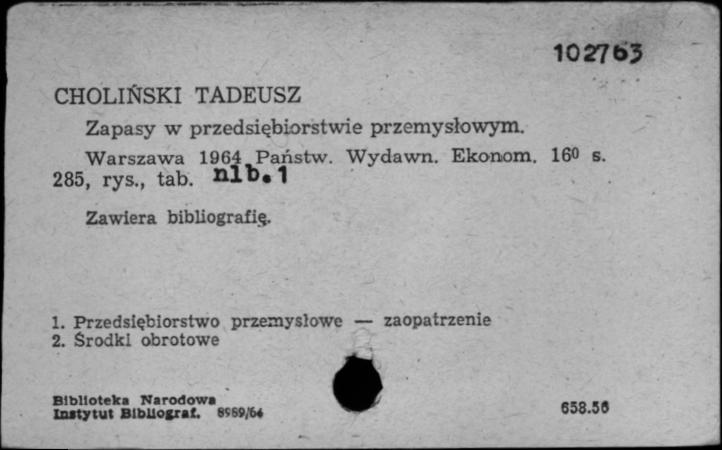 102763
CHOLIŃSKI TADEUSZ
Zapasy w przedsiębiorstwie przemysłowym.
Warszawa 1964 Państw. Wydawn. Ekonom. 16⁰ s.
285, rys., tab. nlb.1
Zawiera bibliografię.
1. Przedsiębiorstwo przemysłowe — zaopatrzenie
2. Środki obrotowe
Biblioteka Narodowa
Instytut Bibliograf. 8989/64
658.56